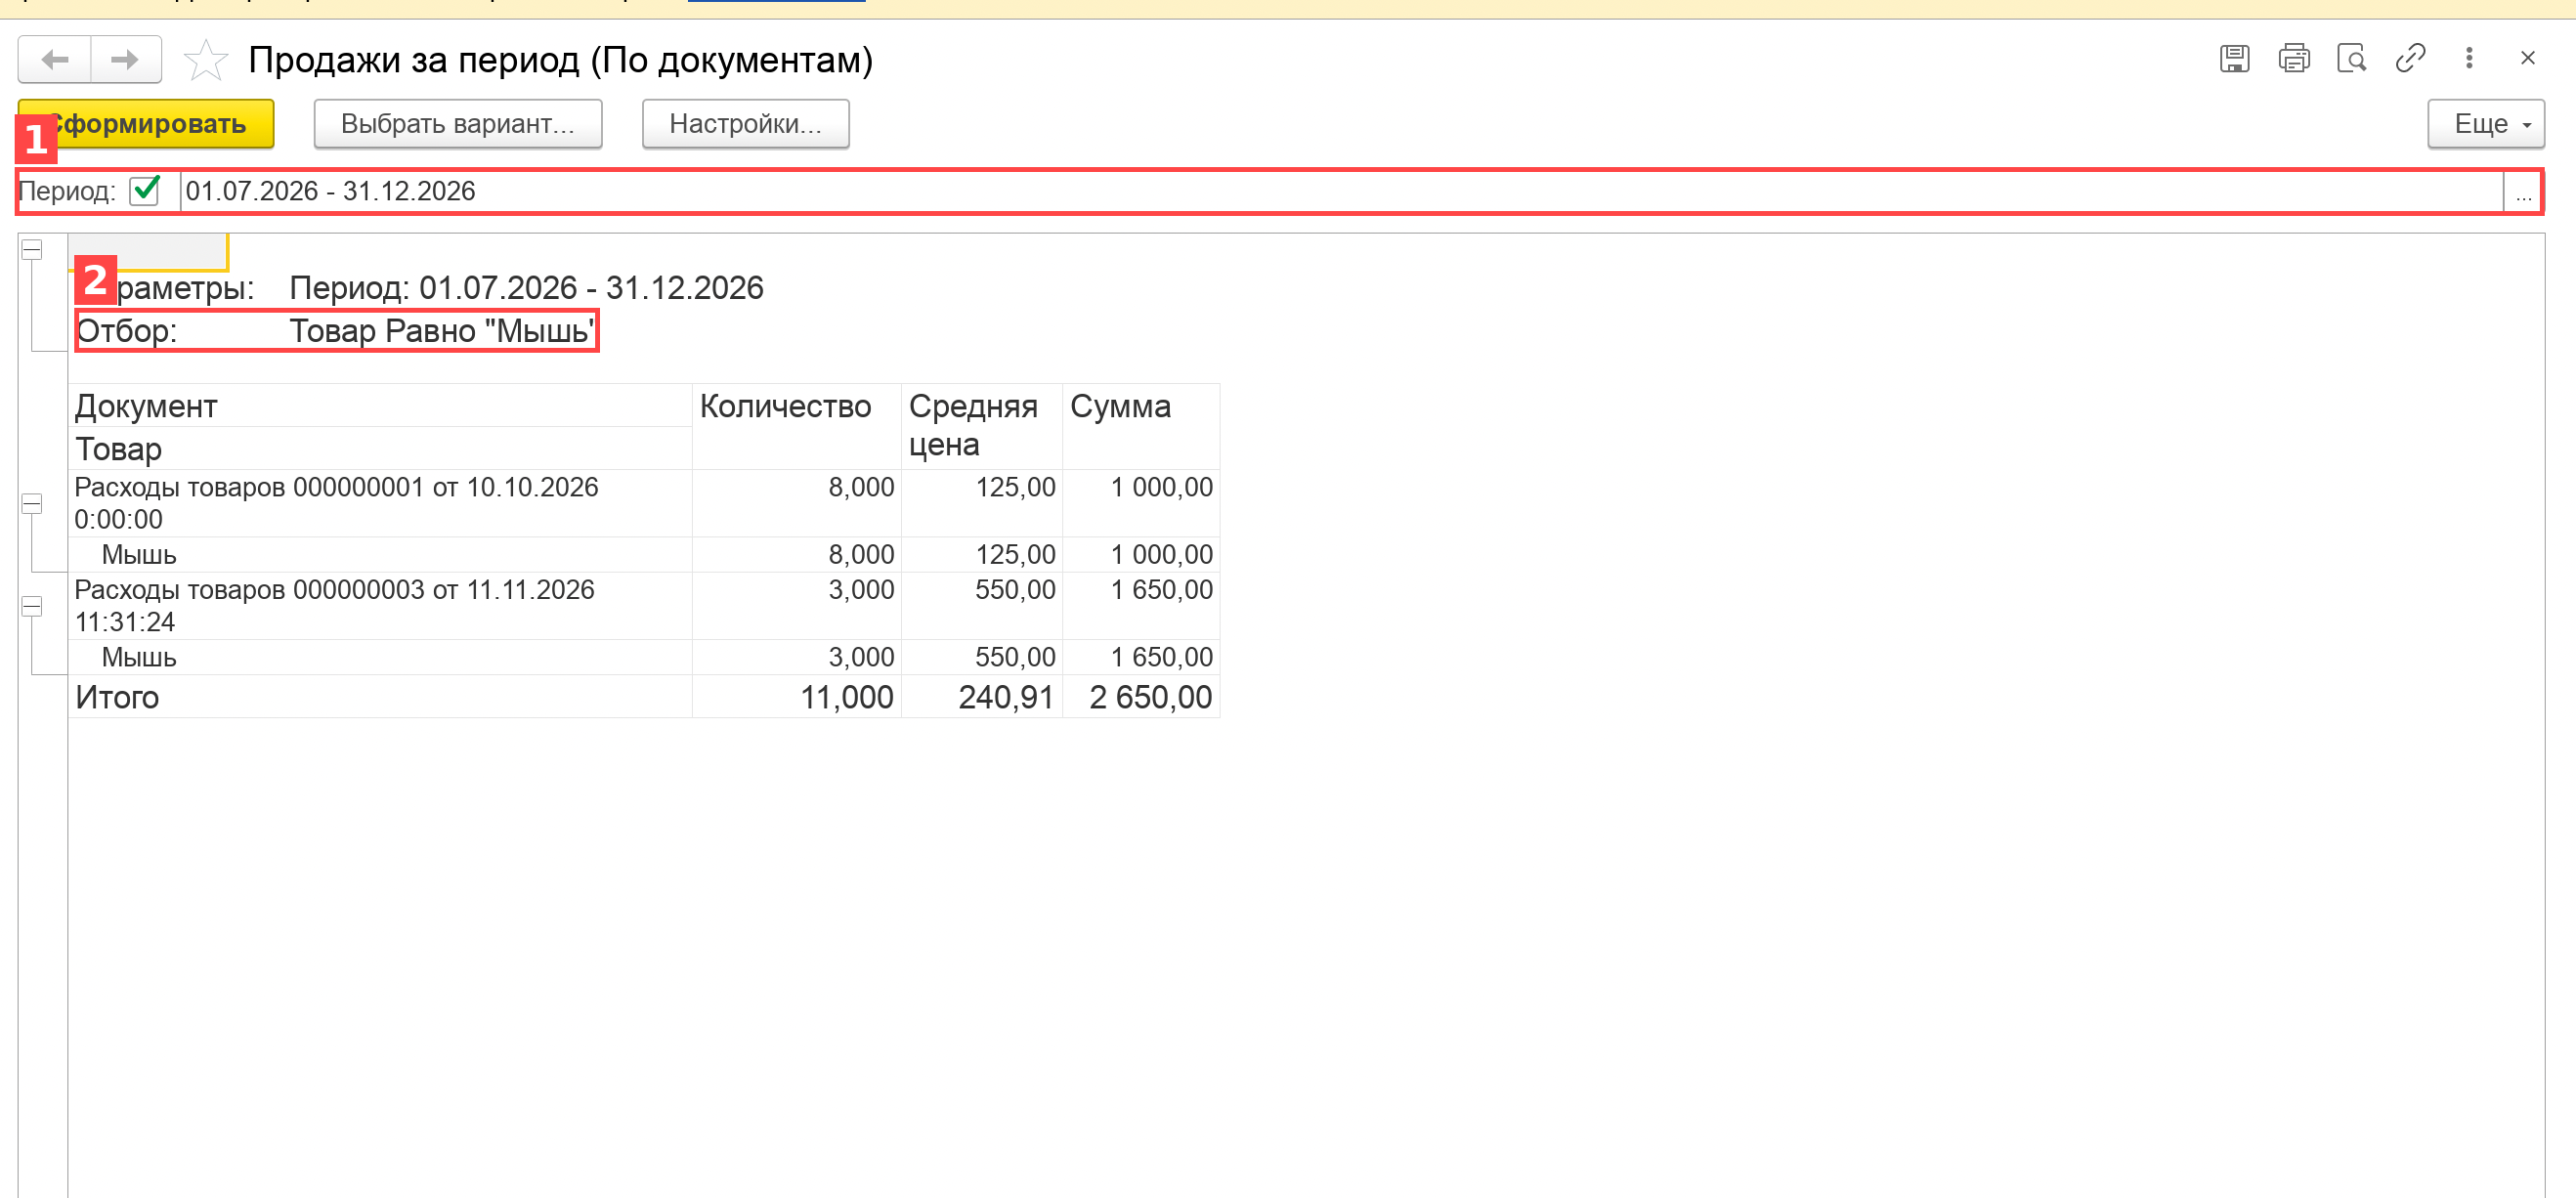 Продажи за период (По документам)
Сформировать
Выбрать вариант...
Настройки...
Еще
1
Период:
01.07.2026 - 31.12.2026
...
2
раметры: Период: 01.07.2026 - 31.12.2026
Отбор: Товар Равно "Мышь"
Документ Количество Средняя цена Сумма
Товар
Расходы товаров 000000001 от 10.10.2026 0:00:00 8,000 125,00 1 000,00
Мышь 8,000 125,00 1 000,00
Расходы товаров 000000003 от 11.11.2026 11:31:24 3,000 550,00 1 650,00
Мышь 3,000 550,00 1 650,00
Итого 11,000 240,91 2 650,00